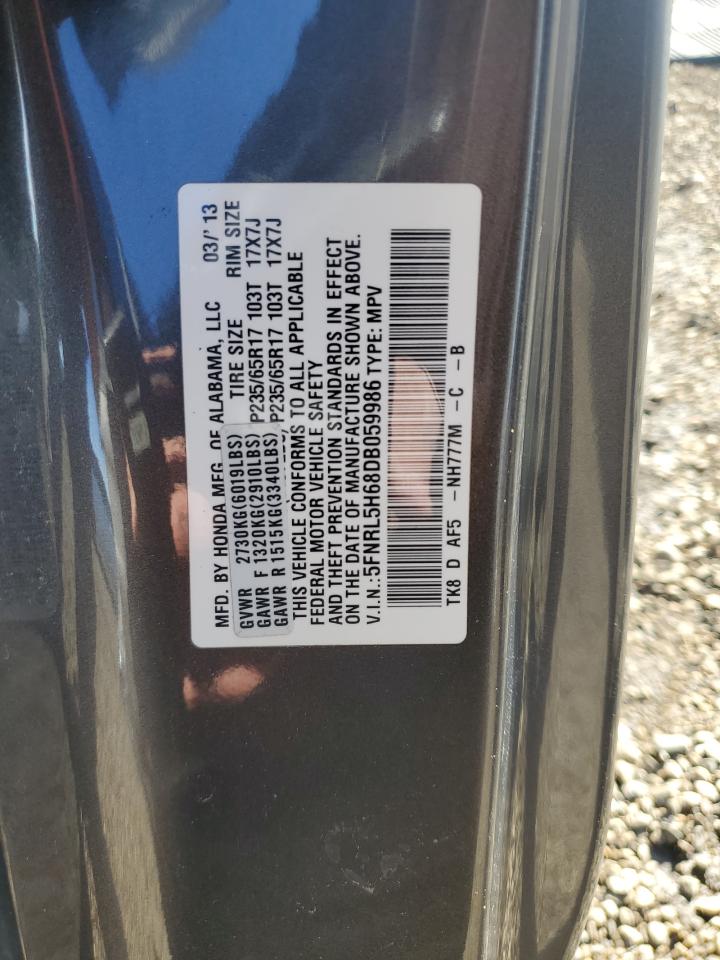 MFD. BY HONDA MFG. OF ALABAMA, LLC 03/'13
GVWR 2730KG(6019LBS) TIRE SIZE RIM SIZE
GAWR F 1320KG(2910LBS) P235/65R17 103T 17X7J
GAWR R 1515KG(3340LBS) P235/65R17 103T 17X7J
THIS VEHICLE CONFORMS TO ALL APPLICABLE
FEDERAL MOTOR VEHICLE SAFETY
AND THEFT PREVENTION STANDARDS IN EFFECT
ON THE DATE OF MANUFACTURE SHOWN ABOVE.
V.I.N.:5FNRL5H68DB059986 TYPE: MPV
TK8 D AF5 -NH777M -C -B